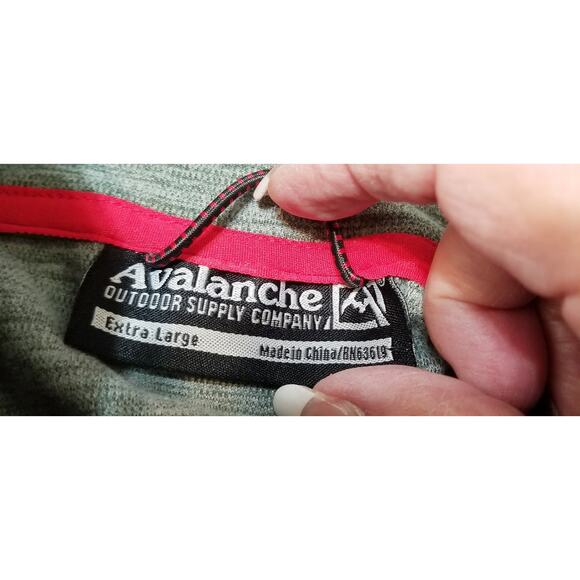 Avalanche
OUTDOOR SUPPLY COMPANY
Extra Large
Made in China/RN63619